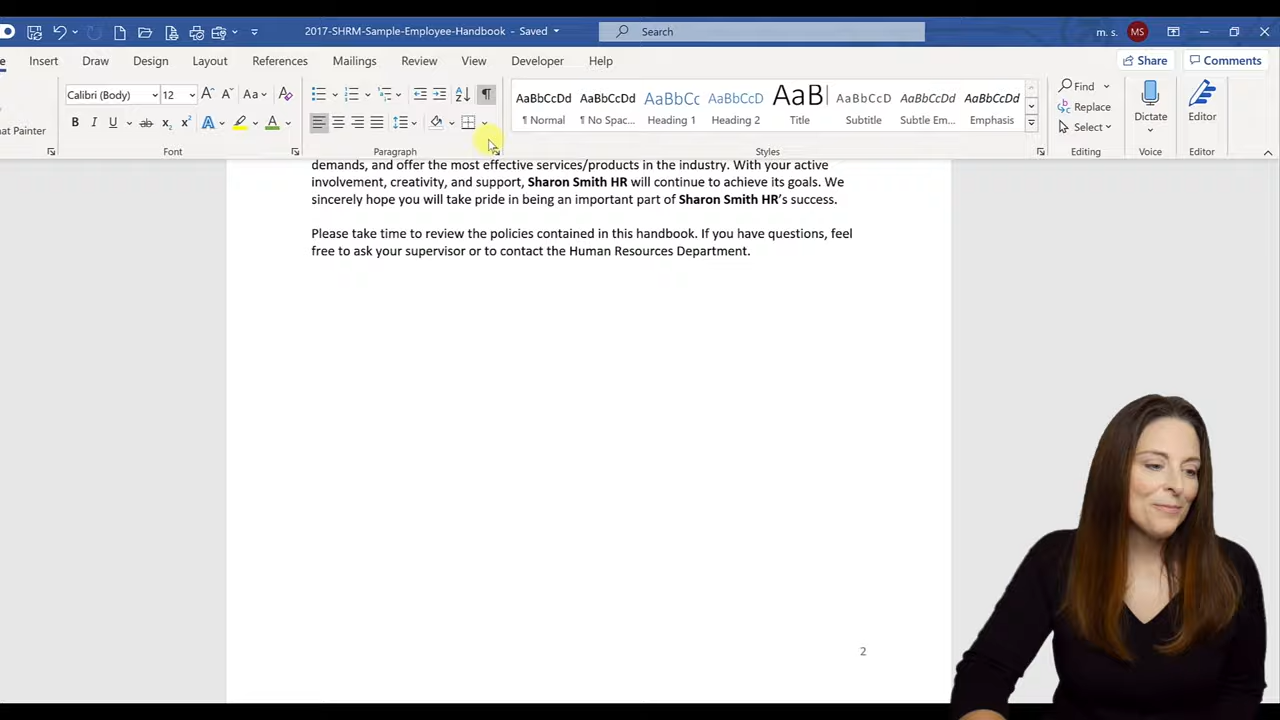 2017-SHRM-Sample-Employee-Handbook - Saved
Search
m. s.
MS
Insert
Draw
Design
Layout
References
Mailings
Review
View
Developer
Help
Share
Comments
Calibri (Body)
12
Aa
B I U ab x₂ x² A A
Painter
Font
Paragraph
AaBbCcDd
AaBbCcDd
AaBbCc
AaBbCcD
AaB
AaBbCcD
AaBbCcDd
AaBbCcDd
¶ Normal
¶ No Spac...
Heading 1
Heading 2
Title
Subtitle
Subtle Em...
Emphasis
Styles
Find
Replace
Select
Editing
Dictate
Voice
Editor
Editor
demands, and offer the most effective services/products in the industry. With your active
involvement, creativity, and support, Sharon Smith HR will continue to achieve its goals. We
sincerely hope you will take pride in being an important part of Sharon Smith HR's success.
Please take time to review the policies contained in this handbook. If you have questions, feel
free to ask your supervisor or to contact the Human Resources Department.
2